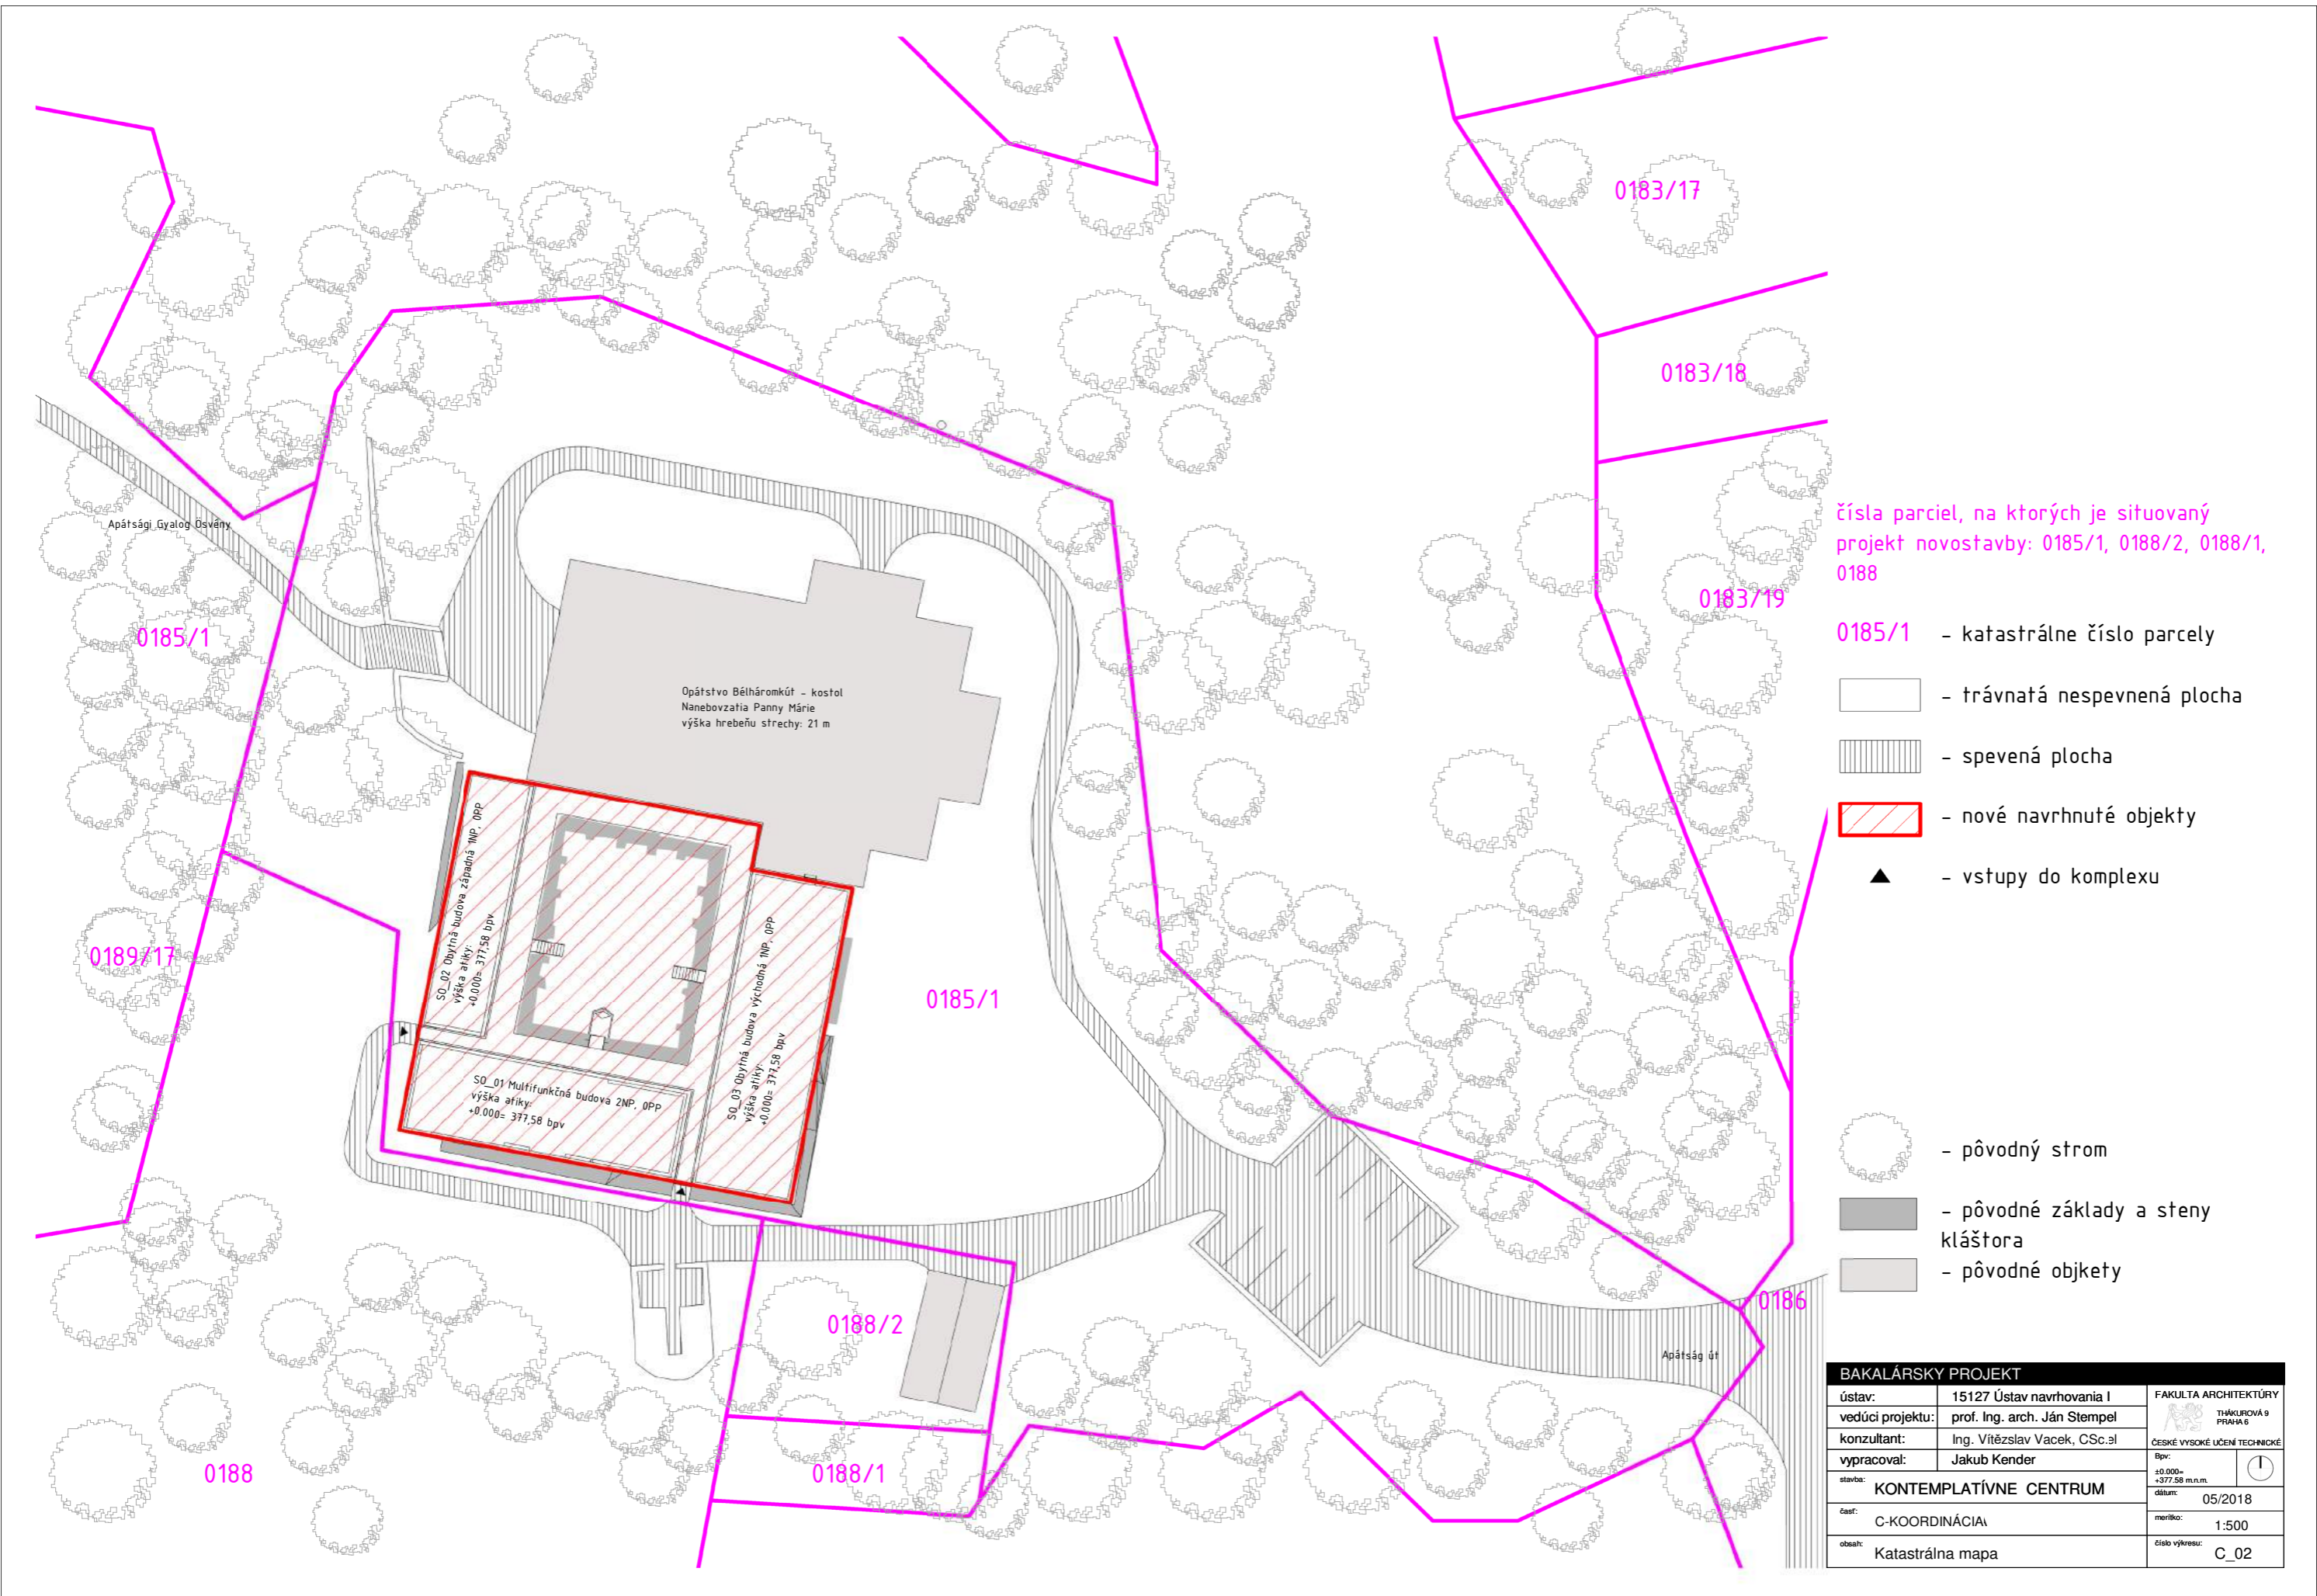 0183/17
0183/18
Apátsági Gyalog Ösvény
čísla parciel, na ktorých je situovaný
projekt novostavby: 0185/1, 0188/2, 0188/1,
0188
0183/19
0185/1
0185/1 - katastrálne číslo parcely
Opátstvo Bélháromkút - kostol
Nanebovzatia Panny Márie
výška hrebeňu strechy: 21 m
- trávnatá nespevnená plocha
- spevená plocha
- nové navrhnuté objekty
- vstupy do komplexu
SO_02 Obytná budova západná 1NP, 0PP
výška atiky:
+0.000= 377,58 bpv
0189/17
0185/1
SO_03 Obytná budova východná 1NP, 0PP
výška atiky:
+0.000= 377,58 bpv
SO_01 Multifunkčná budova 2NP, 0PP
výška atiky:
+0.000= 377,58 bpv
- pôvodný strom
- pôvodné základy a steny
kláštora
- pôvodné objkety
0186
0188/2
Apátság út
0188
0188/1
BAKALÁRSKY PROJEKT
ústav: 15127 Ústav navrhovania I
vedúci projektu: prof. Ing. arch. Ján Stempel
konzultant: Ing. Vítězslav Vacek, CSc.
vypracoval: Jakub Kender
FAKULTA ARCHITEKTÚRY
THÁKUROVÁ 9
PRAHA 6
ČESKÉ VYSOKÉ UČENÍ TECHNICKÉ
stavba: KONTEMPLATÍVNE CENTRUM
Bpv:
±0.000=
+377.58 m.n.m.
dátum: 05/2018
časť: C-KOORDINÁCIA
merítko: 1:500
obsah: Katastrálna mapa
číslo výkresu: C_02